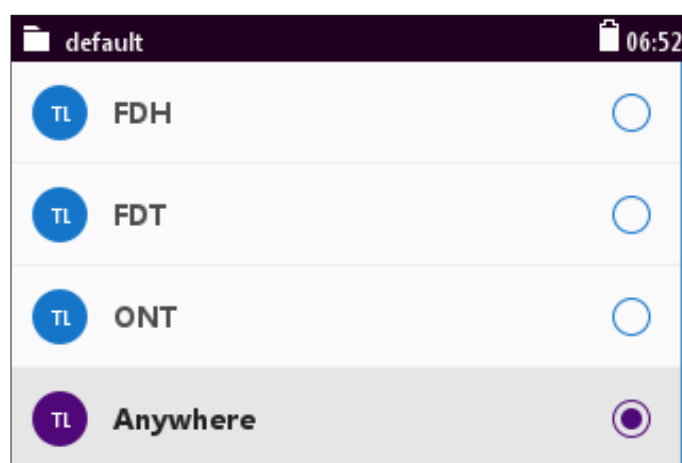 default 06:52
TL FDH
TL FDT
TL ONT
TL Anywhere